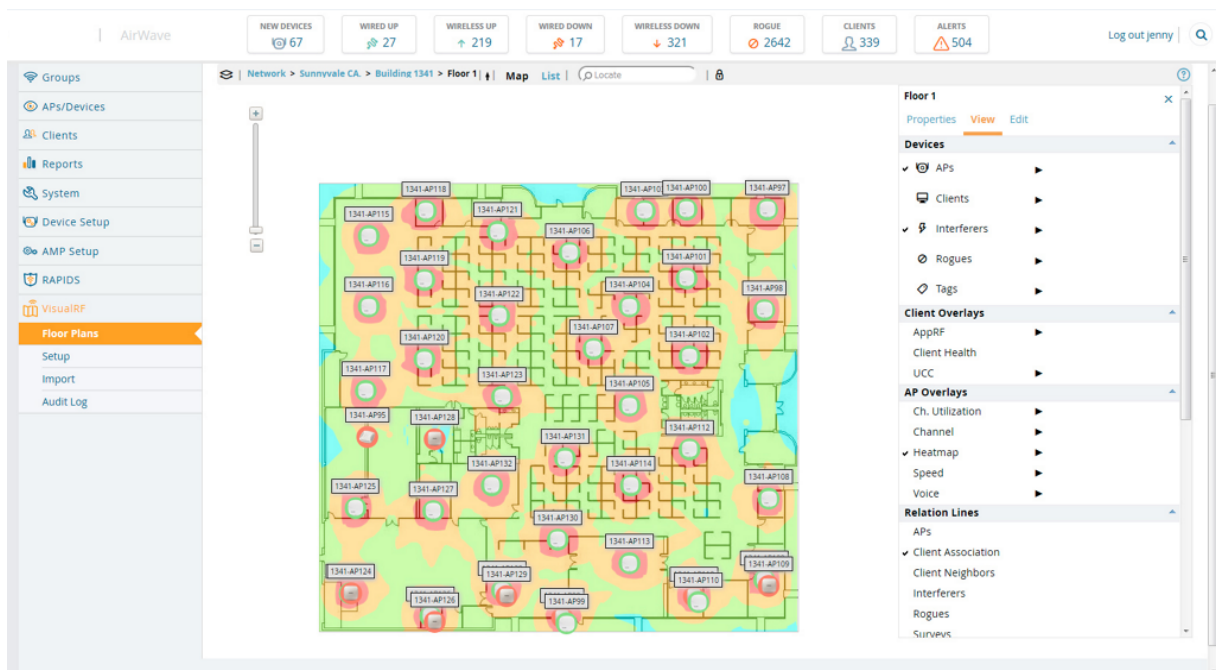 AirWave
NEW DEVICES
67
WIRED UP
27
WIRELESS UP
219
WIRED DOWN
17
WIRELESS DOWN
321
ROGUE
2642
CLIENTS
339
ALERTS
504
Log out jenny
Groups
APs/Devices
Clients
Reports
System
Device Setup
AMP Setup
RAPIDS
VisualRF
Floor Plans
Setup
Import
Audit Log
Network > Sunnyvale CA. > Building 1341 > Floor 1 | Map List | Locate
1341-AP118
1341-AP100
1341-AP97
1341-AP115
1341-AP121
1341-AP106
1341-AP119
1341-AP101
1341-AP116
1341-AP104
1341-AP98
1341-AP122
1341-AP107
1341-AP120
1341-AP102
1341-AP117
1341-AP123
1341-AP105
1341-AP95
1341-AP128
1341-AP112
1341-AP131
1341-AP132
1341-AP114
1341-AP108
1341-AP125
1341-AP127
1341-AP130
1341-AP113
1341-AP124
1341-AP129
1341-AP109
1341-AP110
1341-AP126
1341-AP99
Floor 1
Properties View Edit
Devices
APs
Clients
Interferers
Rogues
Tags
Client Overlays
AppRF
Client Health
UCC
AP Overlays
Ch. Utilization
Channel
Heatmap
Speed
Voice
Relation Lines
APs
Client Association
Client Neighbors
Interferers
Rogues
Surveys